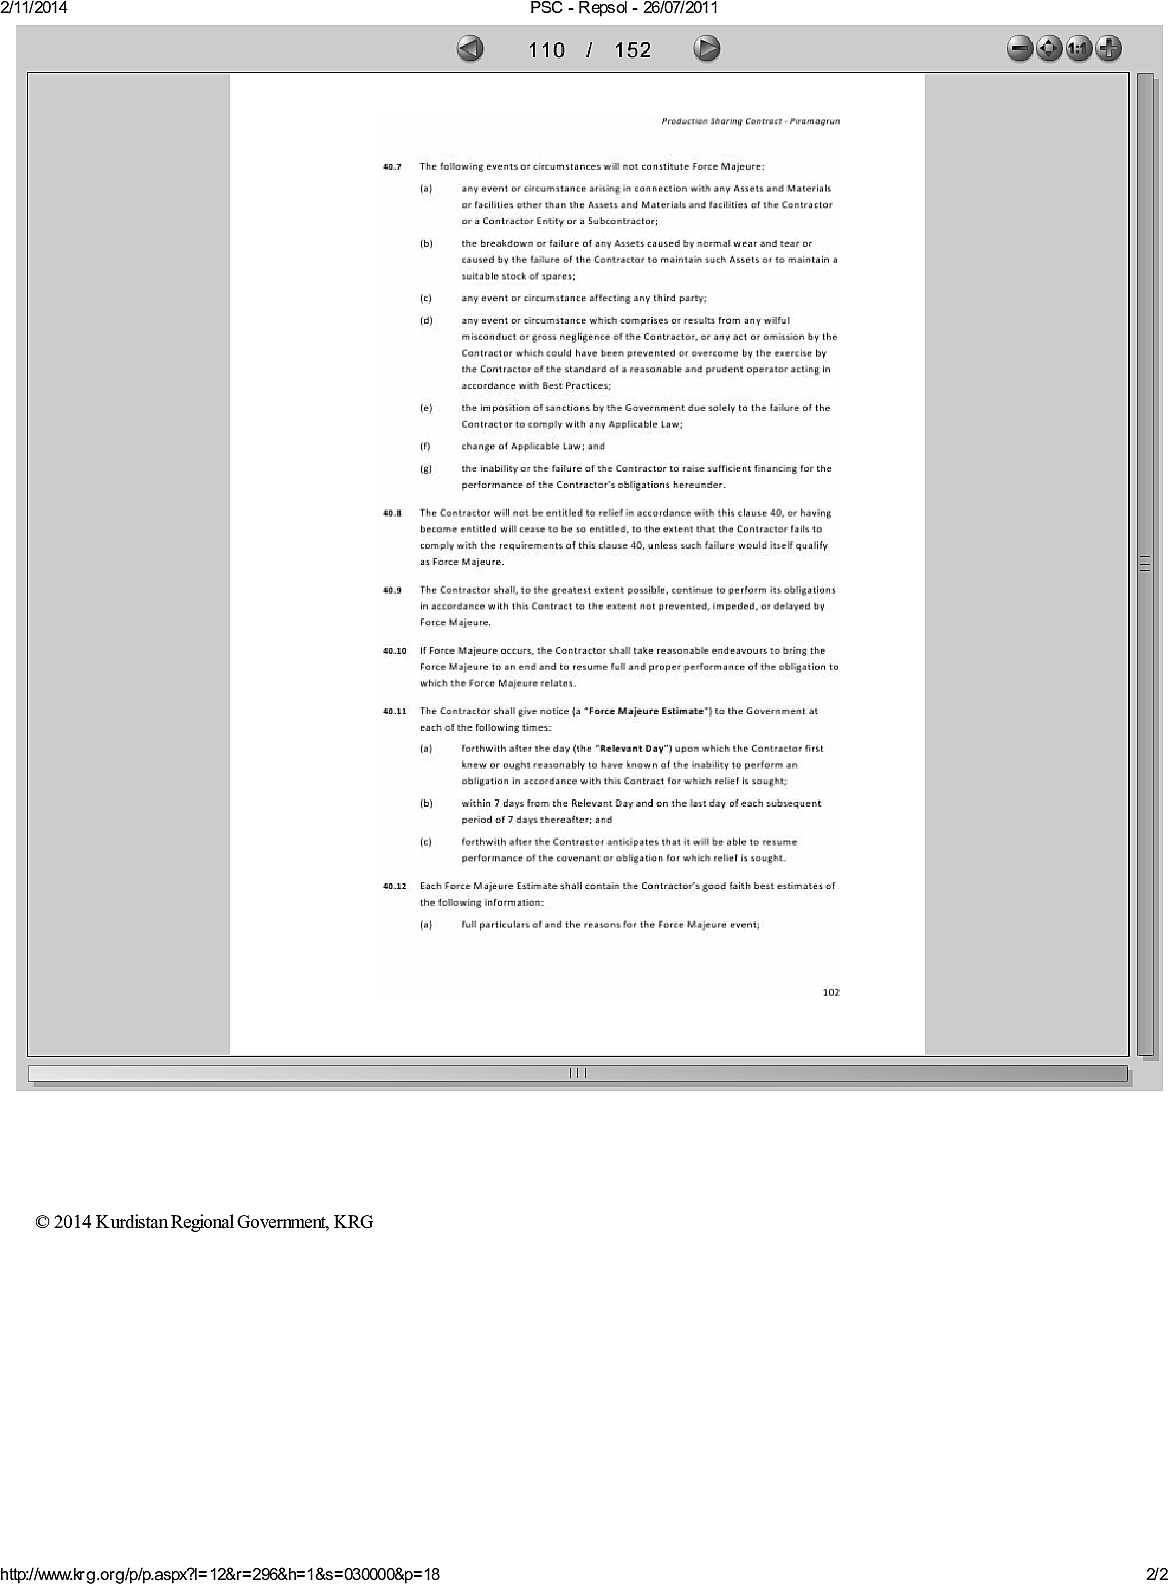 2/11/2014
PSC - Repsol - 26/07/2011
110 / 152
1:1
Production Sharing Contract - Piramagrun
40.7 The following events or circumstances will not constitute Force Majeure:
(a) any event or circumstance arising in connection with any Assets and Materials
or facilities other than the Assets and Materials and facilities of the Contractor
or a Contractor Entity or a Subcontractor;
(b) the breakdown or failure of any Assets caused by normal wear and tear or
caused by the failure of the Contractor to maintain such Assets or to maintain a
suitable stock of spares;
(c) any event or circumstance affecting any third party;
(d) any event or circumstance which comprises or results from any wilful
misconduct or gross negligence of the Contractor, or any act or omission by the
Contractor which could have been prevented or overcome by the exercise by
the Contractor of the standard of a reasonable and prudent operator acting in
accordance with Best Practices;
(e) the imposition of sanctions by the Government due solely to the failure of the
Contractor to comply with any Applicable Law;
(f) change of Applicable Law; and
(g) the inability or the failure of the Contractor to raise sufficient financing for the
performance of the Contractor's obligations hereunder.
40.8 The Contractor will not be entitled to relief in accordance with this clause 40, or having
become entitled will cease to be so entitled, to the extent that the Contractor fails to
comply with the requirements of this clause 40, unless such failure would itself qualify
as Force Majeure.
40.9 The Contractor shall, to the greatest extent possible, continue to perform its obligations
in accordance with this Contract to the extent not prevented, impeded, or delayed by
Force Majeure.
40.10 If Force Majeure occurs, the Contractor shall take reasonable endeavours to bring the
Force Majeure to an end and to resume full and proper performance of the obligation to
which the Force Majeure relates.
40.11 The Contractor shall give notice (a "Force Majeure Estimate") to the Government at
each of the following times:
(a) forthwith after the day (the "Relevant Day") upon which the Contractor first
knew or ought reasonably to have known of the inability to perform an
obligation in accordance with this Contract for which relief is sought;
(b) within 7 days from the Relevant Day and on the last day of each subsequent
period of 7 days thereafter; and
(c) forthwith after the Contractor anticipates that it will be able to resume
performance of the covenant or obligation for which relief is sought.
40.12 Each Force Majeure Estimate shall contain the Contractor's good faith best estimates of
the following information:
(a) full particulars of and the reasons for the Force Majeure event;
102
© 2014 Kurdistan Regional Government, KRG
http://www.krg.org/p/p.aspx?l=12&r=296&h=1&s=030000&p=18
2/2